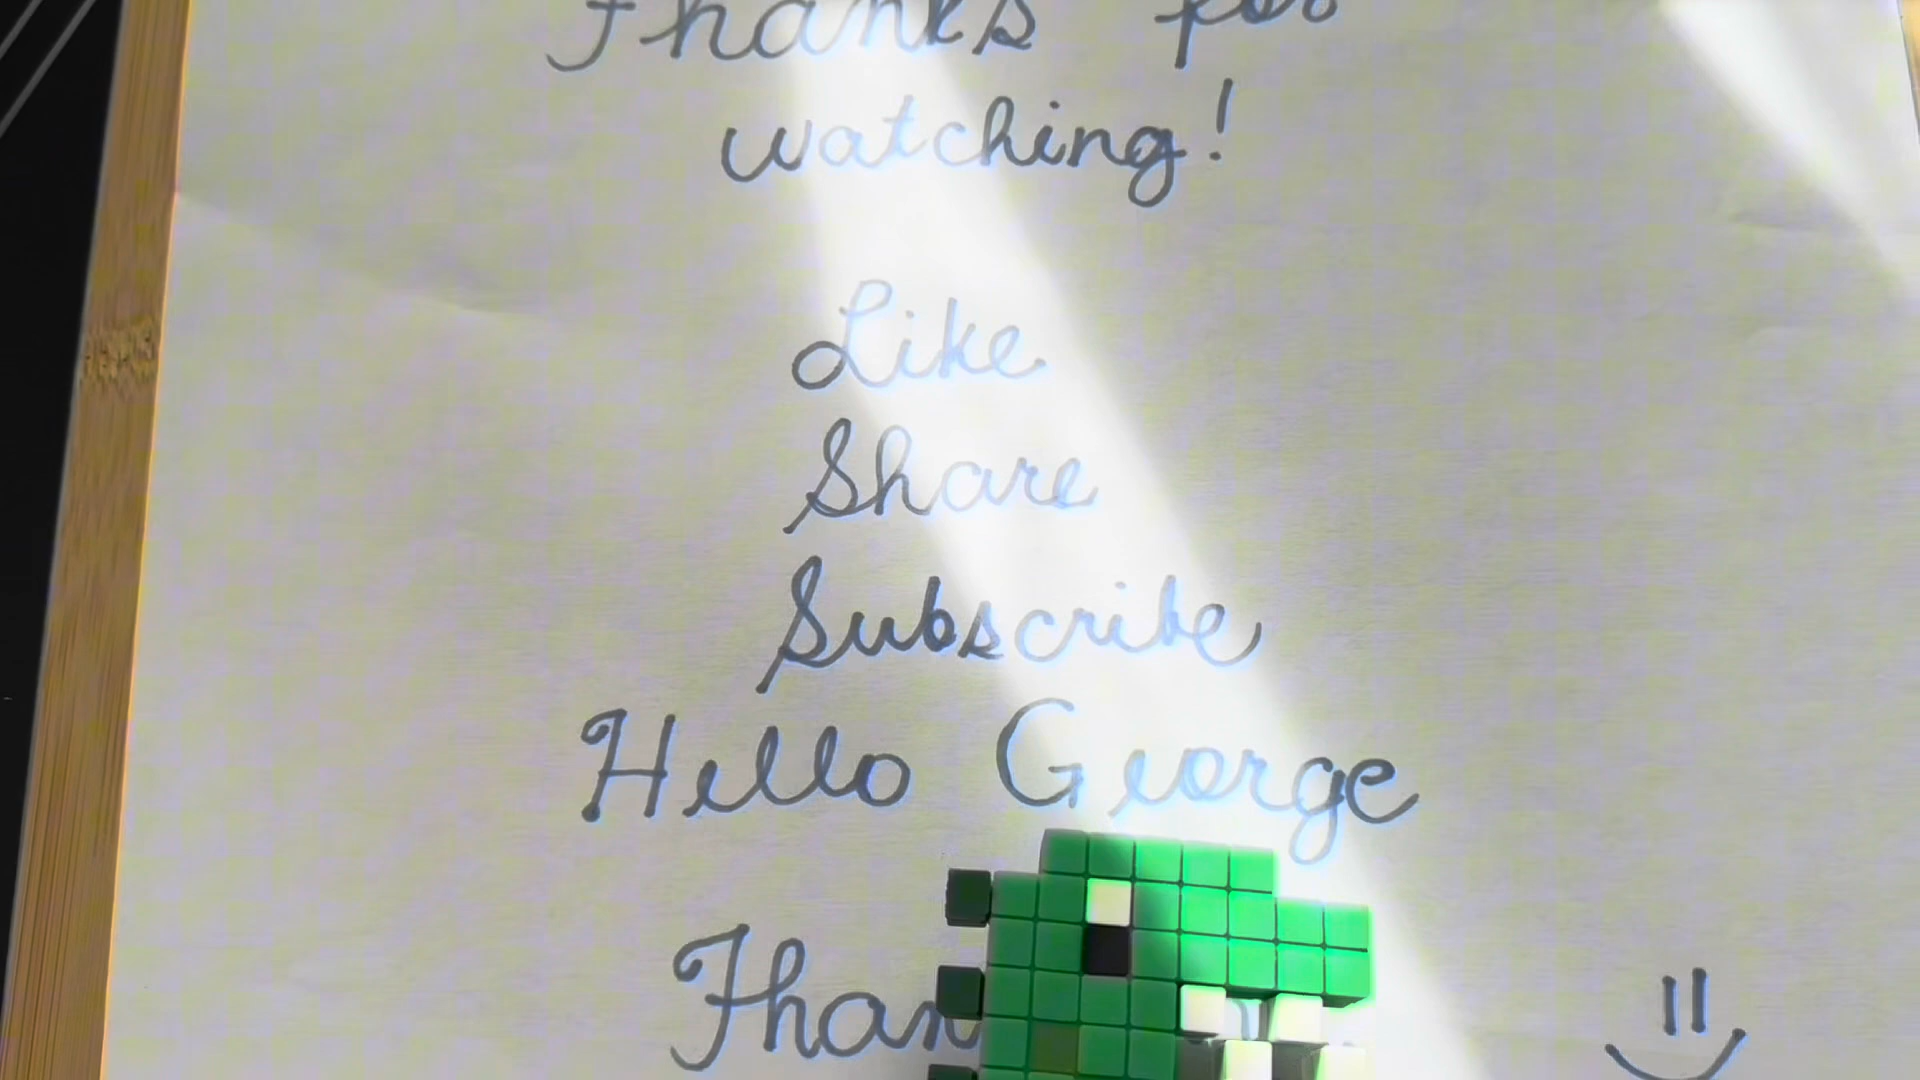 Thanks for
watching!
Like
Share
Subscribe
Hello George